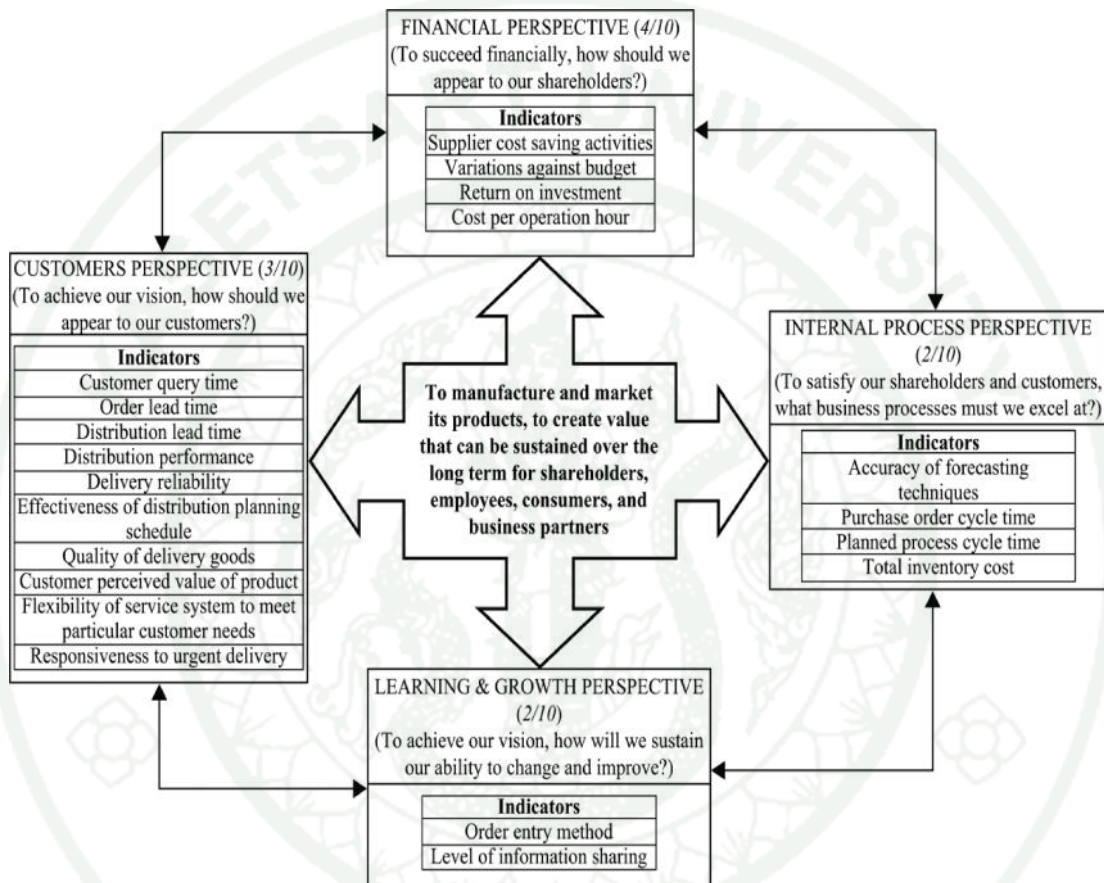 FINANCIAL PERSPECTIVE (4/10)
(To succeed financially, how should we
appear to our shareholders?)
Indicators
Supplier cost saving activities
Variations against budget
Return on investment
Cost per operation hour
CUSTOMERS PERSPECTIVE (3/10)
(To achieve our vision, how should we
appear to our customers?)
Indicators
Customer query time
Order lead time
Distribution lead time
Distribution performance
Delivery reliability
Effectiveness of distribution planning
schedule
Quality of delivery goods
Customer perceived value of product
Flexibility of service system to meet
particular customer needs
Responsiveness to urgent delivery
To manufacture and market
its products, to create value
that can be sustained over the
long term for shareholders,
employees, consumers, and
business partners
INTERNAL PROCESS PERSPECTIVE
(2/10)
(To satisfy our shareholders and customers,
what business processes must we excel at?)
Indicators
Accuracy of forecasting
techniques
Purchase order cycle time
Planned process cycle time
Total inventory cost
LEARNING & GROWTH PERSPECTIVE
(2/10)
(To achieve our vision, how will we sustain
our ability to change and improve?)
Indicators
Order entry method
Level of information sharing
UNIVERSITY